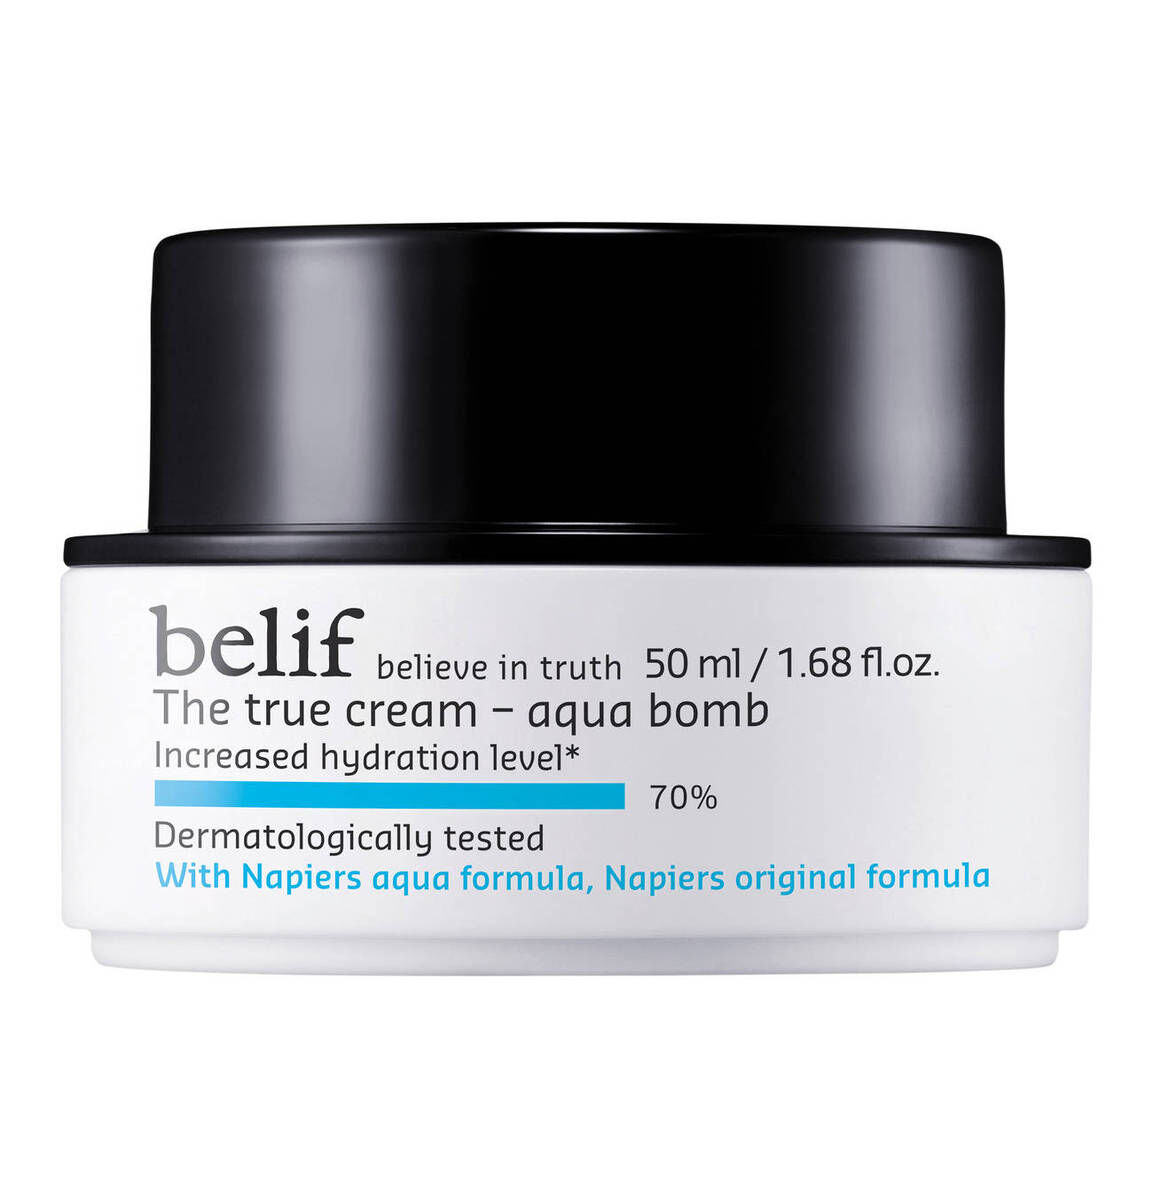 belif believe in truth 50 ml / 1.68 fl.oz.
The true cream – aqua bomb
Increased hydration level*
70%
Dermatologically tested
With Napiers aqua formula, Napiers original formula